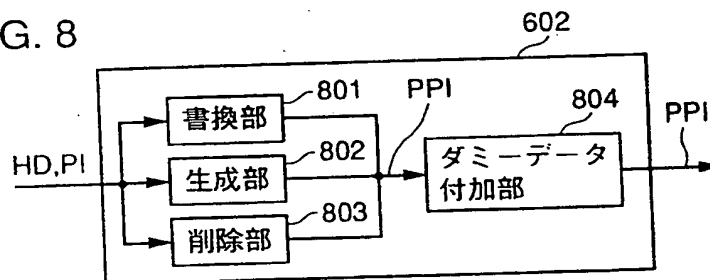 G. 8
602
801
PPI
804
書換部
PPI
HD,PI
802
生成部
ダミーデータ
付加部
803
削除部